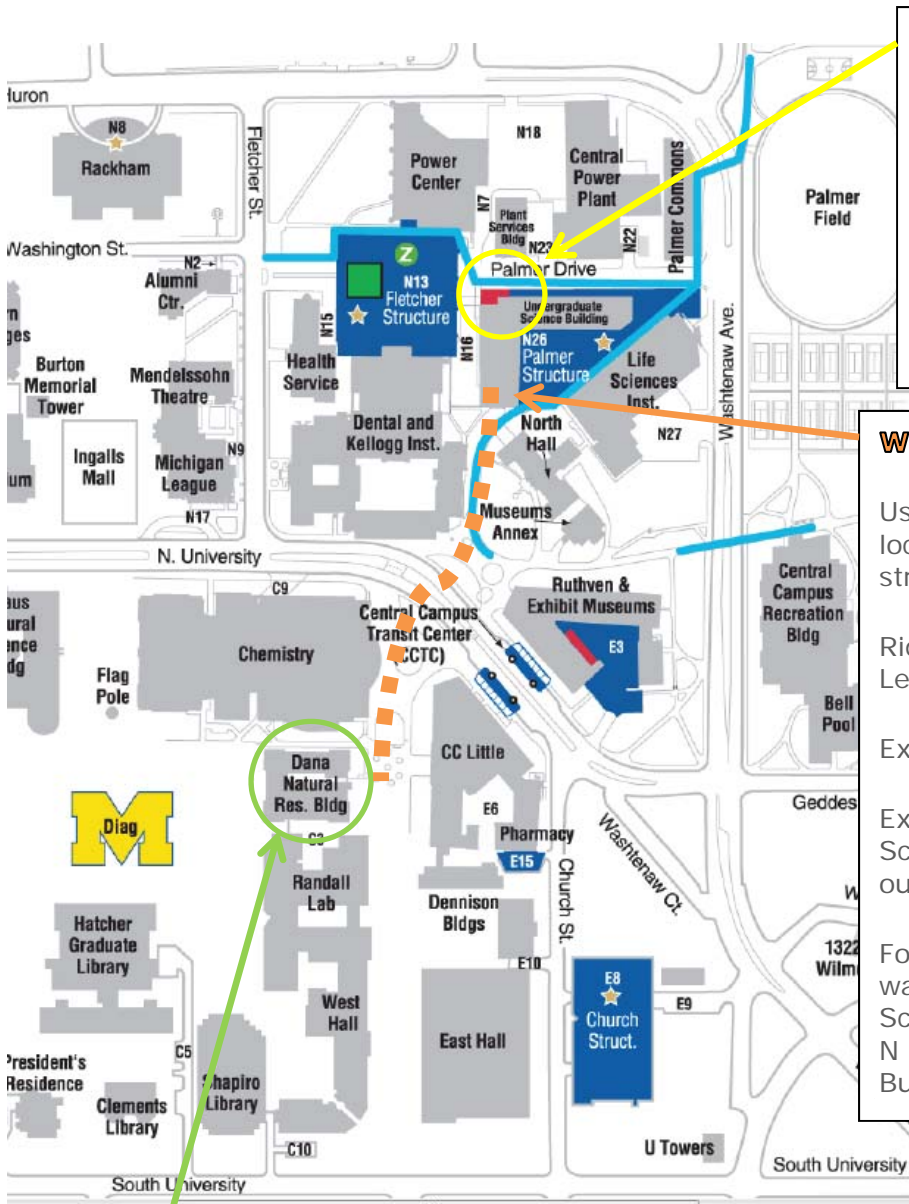 Huron
N8
Rackham
Fletcher St.
Power
Center
N18
N7
Central
Power
Plant
Plant
Services
Bldg
N23
N22
Palmer Commons
Palmer
Field
Washington St.
N2
Alumni
Ctr.
Z
N13
Fletcher
Structure
N15
Palmer Drive
Undergraduate
Science Building
N26
Palmer
Structure
N16
Life
Sciences
Inst.
Washtenaw Ave.
Burton
Memorial
Tower
Mendelssohn
Theatre
Health
Service
Dental and
Kellogg Inst.
North
Hall
N27
Ingalls
Mall
Michigan
League
N9
N17
Museums
Annex
N. University
C9
Central Campus
Transit Center
(CCTC)
Ruthven &
Exhibit Museums
E3
Central
Campus
Recreation
Bldg
Bell
Pool
Chemistry
Flag
Pole
Dana
Natural
Res. Bldg
CC Little
E6
Pharmacy
E15
Geddes
Diag
C3
Randall
Lab
Dennison
Bldgs
Church St.
Washtenaw Ct.
Hatcher
Graduate
Library
E10
E8
Church
Struct.
E9
1322
West
Hall
East Hall
President's
Residence
C5
Clements
Library
Shapiro
Library
C10
U Towers
South University
South University